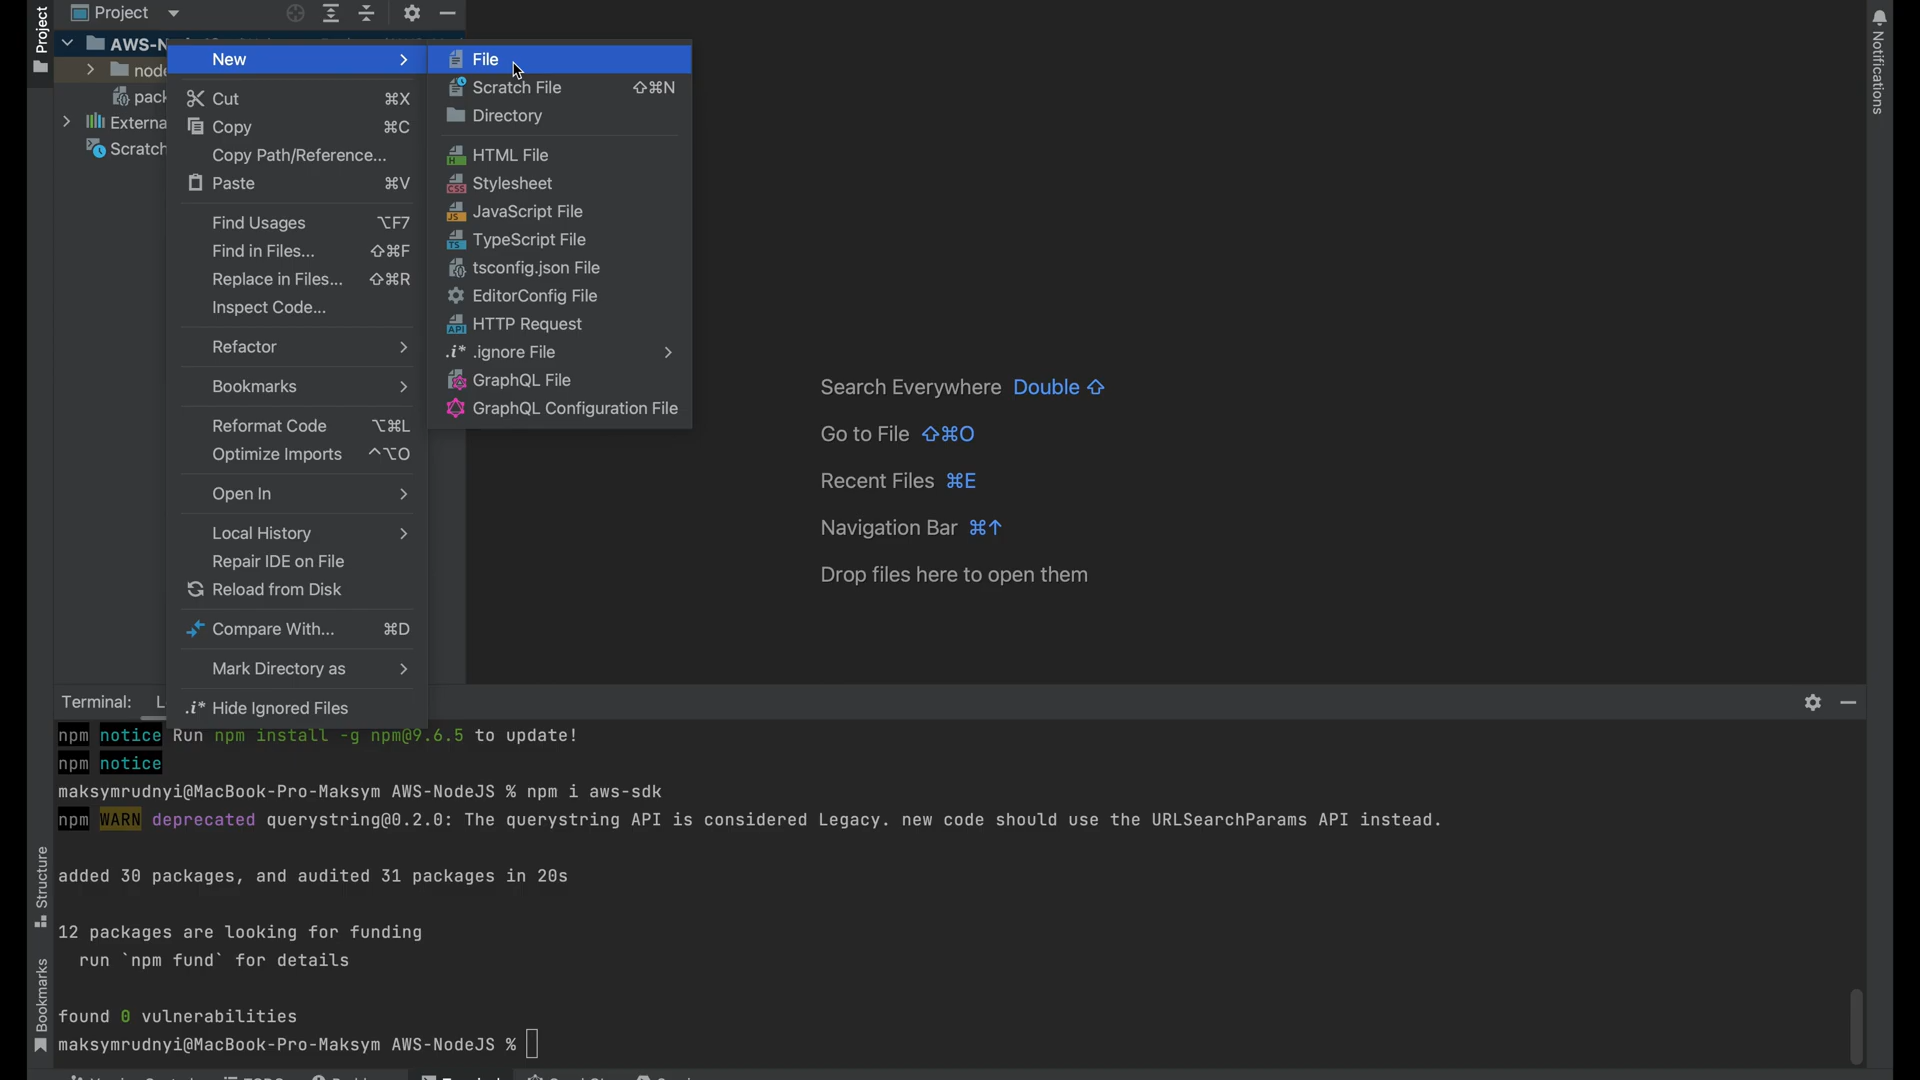 Project
Project
AWS-N
New
File
node
Cut ⌘X
Scratch File ⇧⌘N
pack
Copy ⌘C
Directory
Externa
Copy Path/Reference...
HTML File
Scratch
Paste ⌘V
Stylesheet
Find Usages ⌥F7
JavaScript File
Find in Files... ⇧⌘F
TypeScript File
Replace in Files... ⇧⌘R
tsconfig.json File
Inspect Code...
EditorConfig File
HTTP Request
Refactor
.ignore File
Bookmarks
GraphQL File
GraphQL Configuration File
Reformat Code ⌥⌘L
Optimize Imports ^⌥O
Open In
Local History
Repair IDE on File
Reload from Disk
Compare With... ⌘D
Mark Directory as
Hide Ignored Files
Search Everywhere Double ⇧
Go to File ⇧⌘O
Recent Files ⌘E
Navigation Bar ⌘↑
Drop files here to open them
Notifications
Terminal: L
npm notice Run npm install -g npm@9.6.5 to update!
npm notice
maksymrudnyi@MacBook-Pro-Maksym AWS-NodeJS % npm i aws-sdk
npm WARN deprecated querystring@0.2.0: The querystring API is considered Legacy. new code should use the URLSearchParams API instead.
added 30 packages, and audited 31 packages in 20s
12 packages are looking for funding
run `npm fund` for details
found 0 vulnerabilities
maksymrudnyi@MacBook-Pro-Maksym AWS-NodeJS %
Structure
Bookmarks